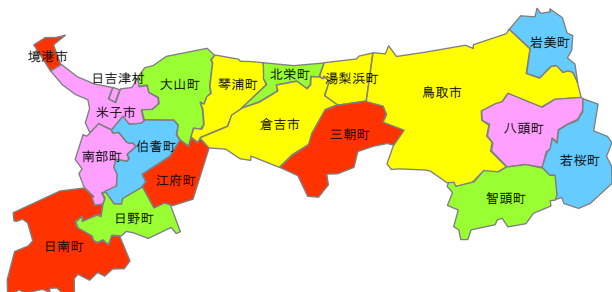 境港市
日吉津村
米子市
大山町
琴浦町
北栄町
湯梨浜町
鳥取市
岩美町
倉吉市
三朝町
八頭町
若桜町
南部町
伯耆町
江府町
智頭町
日野町
日南町